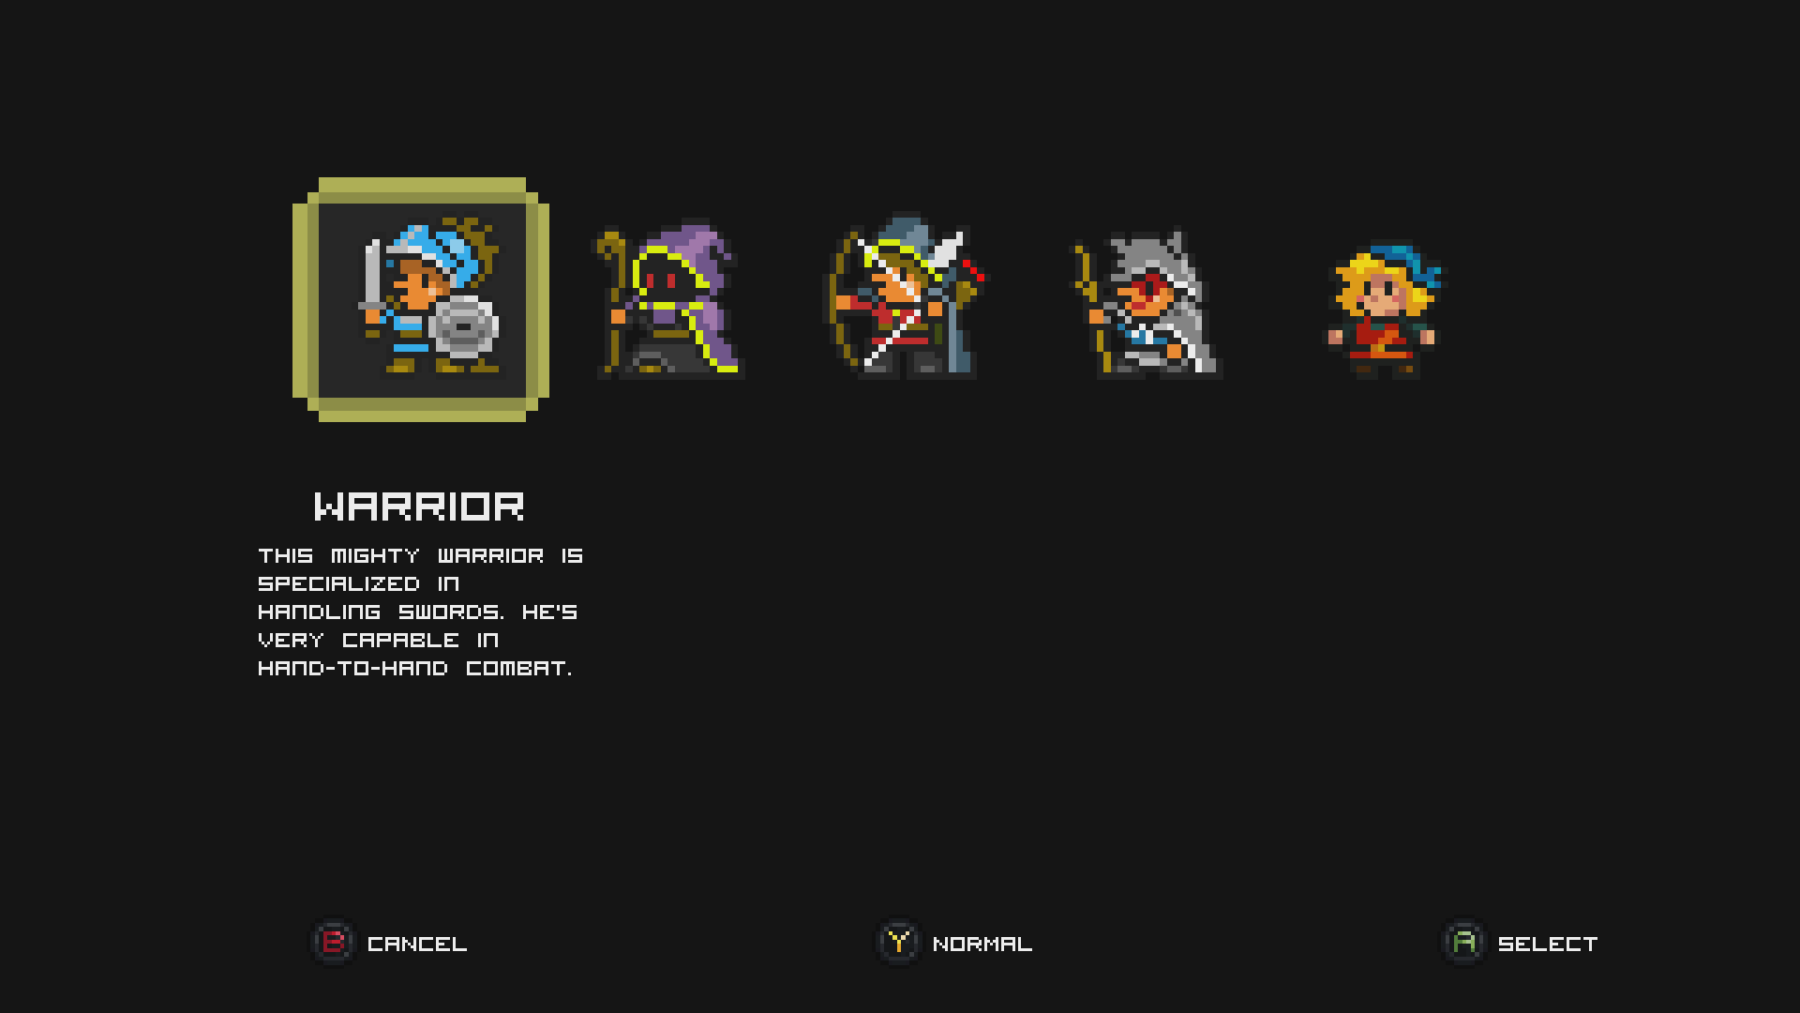 WARRIOR
THIS MIGHTY WARRIOR IS
SPECIALIZED IN
HANDLING SWORDS. HE'S
VERY CAPABLE IN
HAND-TO-HAND COMBAT.
B CANCEL
Y NORMAL
A SELECT